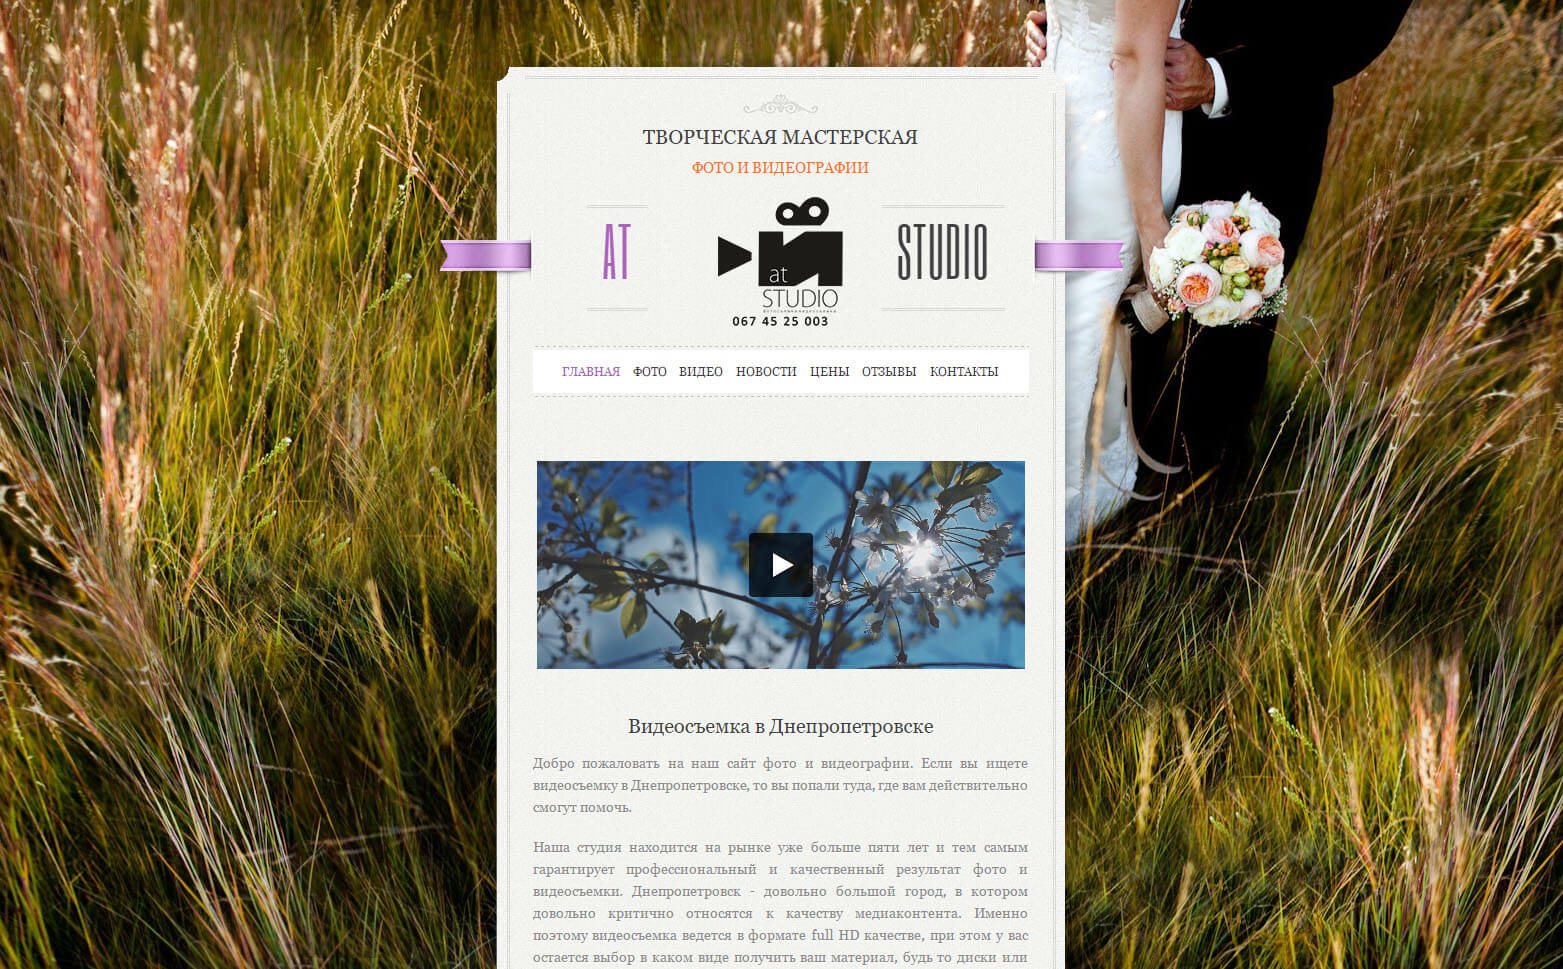 ТВОРЧЕСКАЯ МАСТЕРСКАЯ
ФОТО И ВИДЕОГРАФИИ
AT
at
STUDIO
067 45 25 003
STUDIO
ГЛАВНАЯ ФОТО ВИДЕО НОВОСТИ ЦЕНЫ ОТЗЫВЫ КОНТАКТЫ
Видеосъемка в Днепропетровске
Добро пожаловать на наш сайт фото и видеографии. Если вы ищете
видеосъемку в Днепропетровске, то вы попали туда, где вам действительно
смогут помочь.
Наша студия находится на рынке уже больше пяти лет и тем самым
гарантирует профессиональный и качественный результат фото и
видеосъемки. Днепропетровск - довольно большой город, в котором
довольно критично относятся к качеству медиаконтента. Именно
поэтому видеосъемка ведется в формате full HD качестве, при этом у вас
остается выбор в каком виде получить ваш материал, будь то диски или